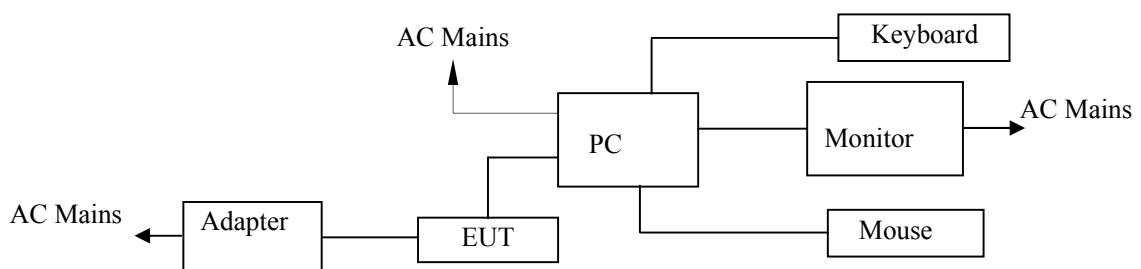 Keyboard
AC Mains
AC Mains
PC
Monitor
AC Mains
Adapter
EUT
Mouse